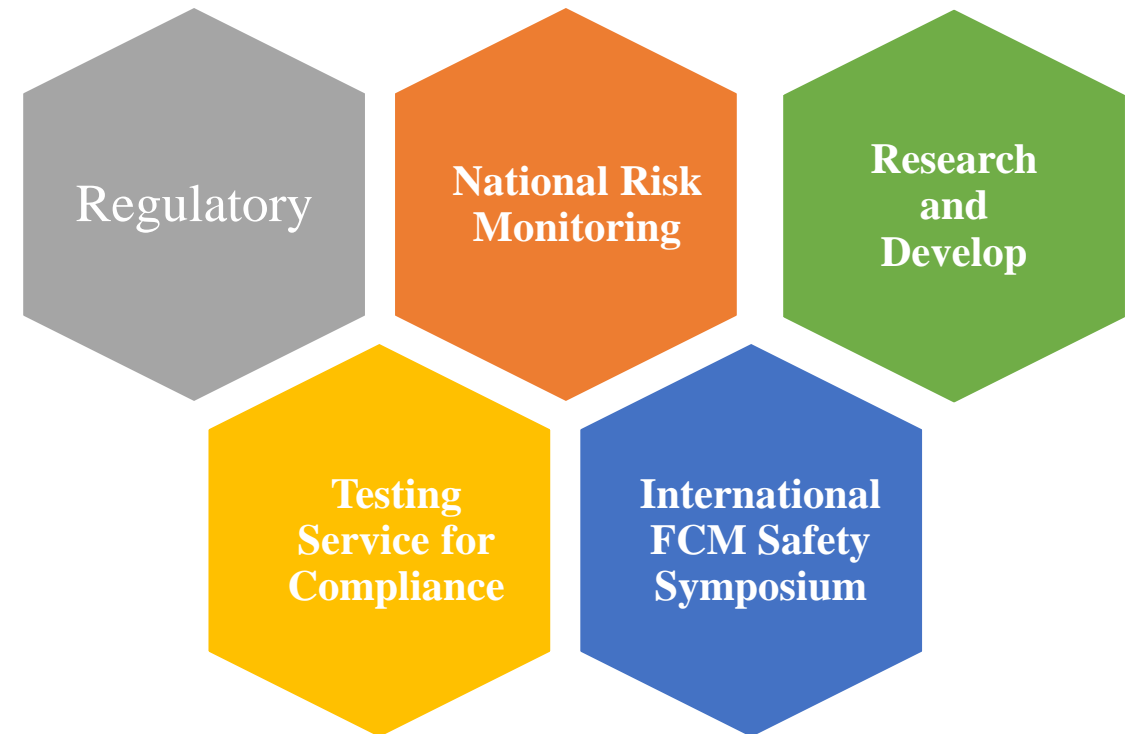 Regulatory
National Risk
Monitoring
Research
and
Develop
Testing
Service for
Compliance
International
FCM Safety
Symposium